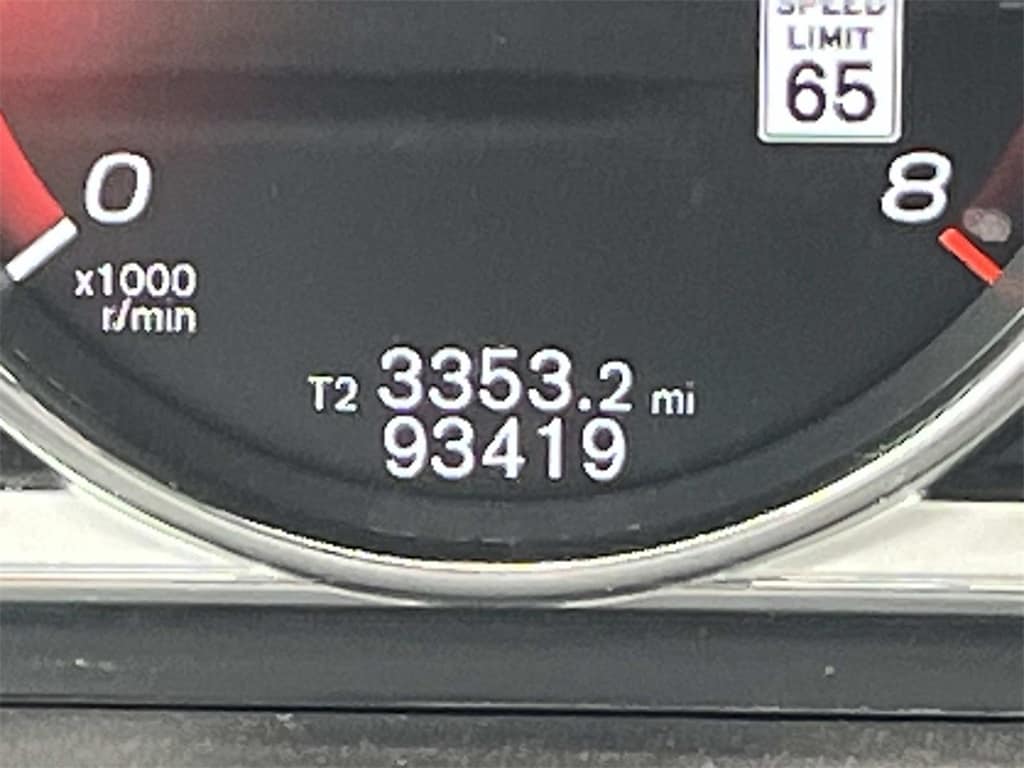 SPEED
LIMIT
65
0
8
x1000
r/min
T2 3353.2 mi
93419